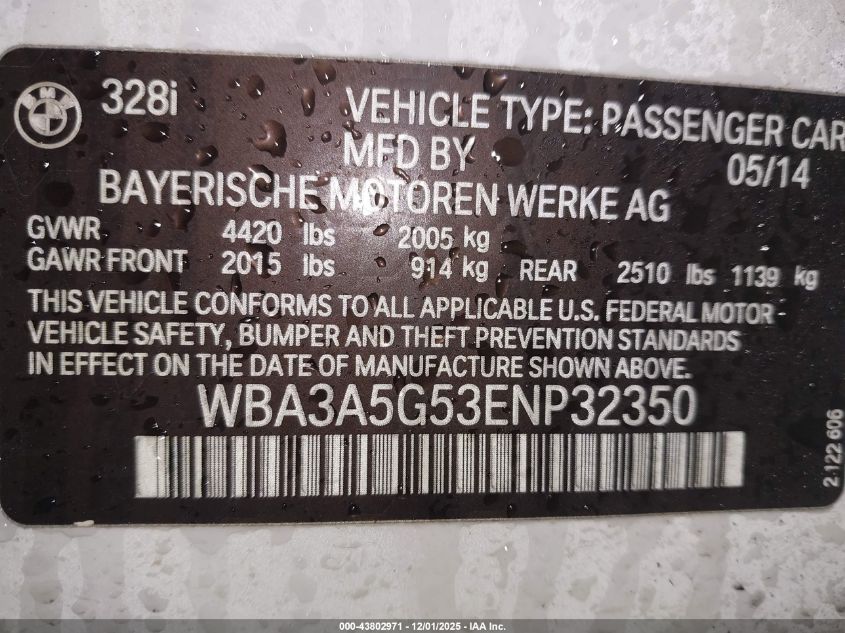 BMW
328i
VEHICLE TYPE: PASSENGER CAR
MFD BY 05/14
BAYERISCHE MOTOREN WERKE AG
GVWR 4420 lbs 2005 kg
GAWR FRONT 2015 lbs 914 kg REAR 2510 lbs 1139 kg
THIS VEHICLE CONFORMS TO ALL APPLICABLE U.S. FEDERAL MOTOR -
VEHICLE SAFETY, BUMPER AND THEFT PREVENTION STANDARDS
IN EFFECT ON THE DATE OF MANUFACTURE SHOWN ABOVE.
WBA3A5G53ENP32350
2 122 606
000-43802971 - 12/01/2025 - IAA Inc.